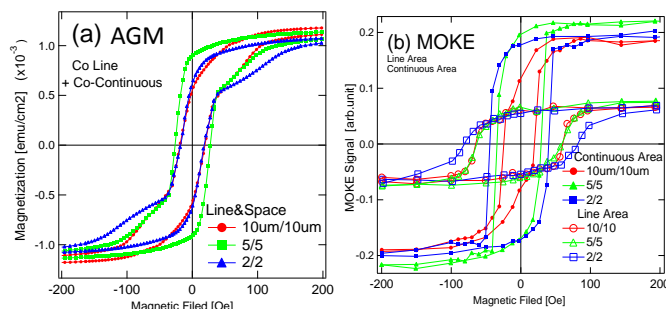 (a) AGM
Co Line
+ Co-Continuous
Line&Space
10um/10um
5/5
2/2
Magnetization [emu/cm2] (x10⁻³)
1.0
0.5
0.0
-0.5
-1.0
-200 -100 0 100 200
Magnetic Filed [Oe]
(b) MOKE
Line Area
Continuous Area
Continuous Area
10um/10um
5/5
2/2
Line Area
10/10
5/5
2/2
MOKE Signal [arb.unit]
0.2
0.1
0.0
-0.1
-0.2
-200 -100 0 100 200
Magnetic Filed [Oe]